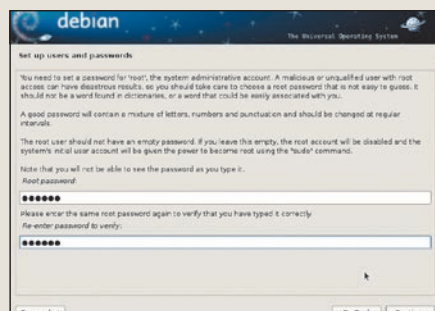 debian
The Universal Operating System
Set up users and passwords
You need to set a password for 'root', the system administrative account. A malicious or unqualified user with root
access can have disastrous results, so you should take care to choose a root password that is not easy to guess. It
should not be a word found in dictionaries, or a word that could be easily associated with you.
A good password will contain a mixture of letters, numbers and punctuation and should be changed at regular
intervals.
The root user should not have an empty password. If you leave this empty, the root account will be disabled and the
system's initial user account will be given the power to become root using the "sudo" command.
Note that you will not be able to see the password as you type it.
Root password:
●●●●●●
Please enter the same root password again to verify that you have typed it correctly
Re-enter password to verify:
●●●●●●